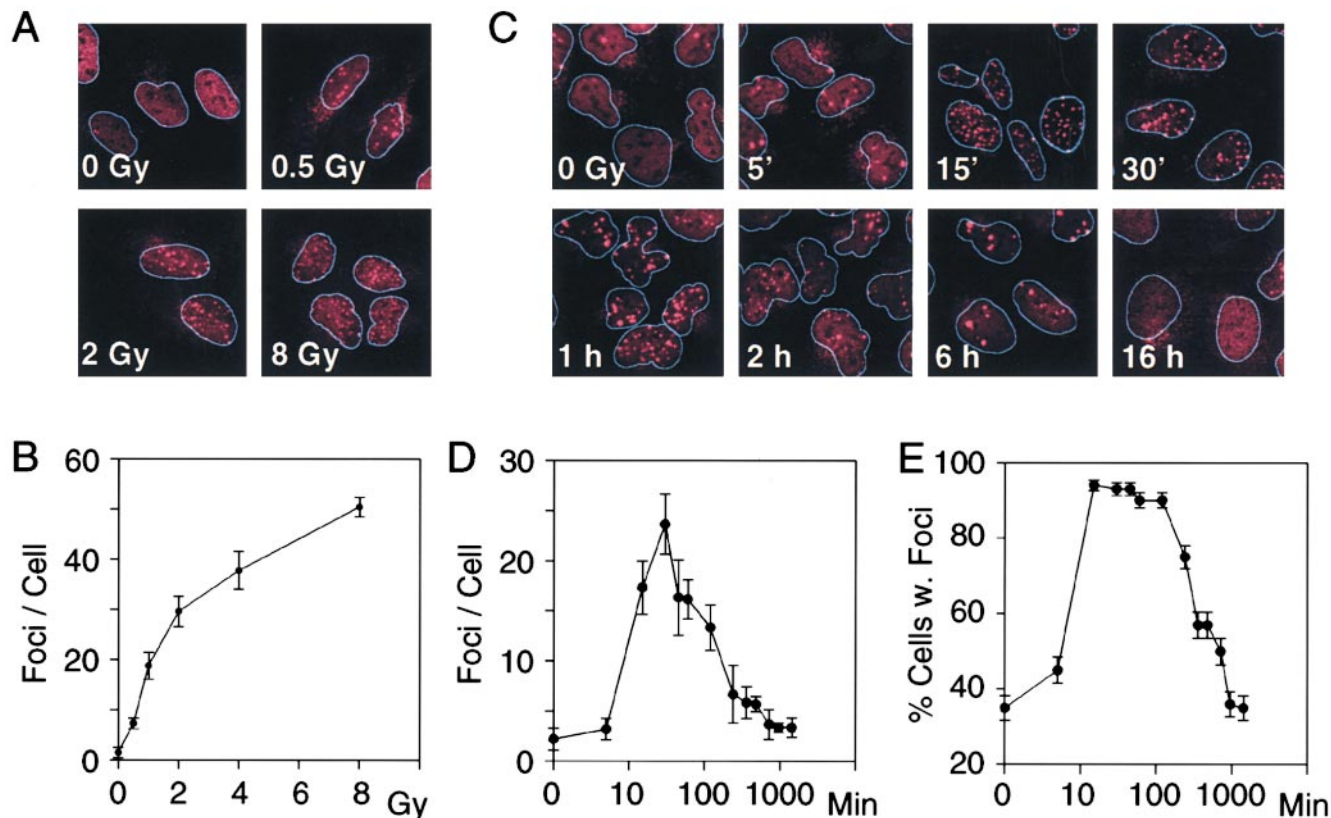 A
0 Gy
0.5 Gy
2 Gy
8 Gy
C
0 Gy
5'
15'
30'
1 h
2 h
6 h
16 h
B
60
40
20
0
Foci / Cell
0 2 4 6 8 Gy
D
30
20
10
0
Foci / Cell
0 10 100 1000 Min
E
100
80
60
40
20
% Cells w. Foci
0 10 100 1000 Min